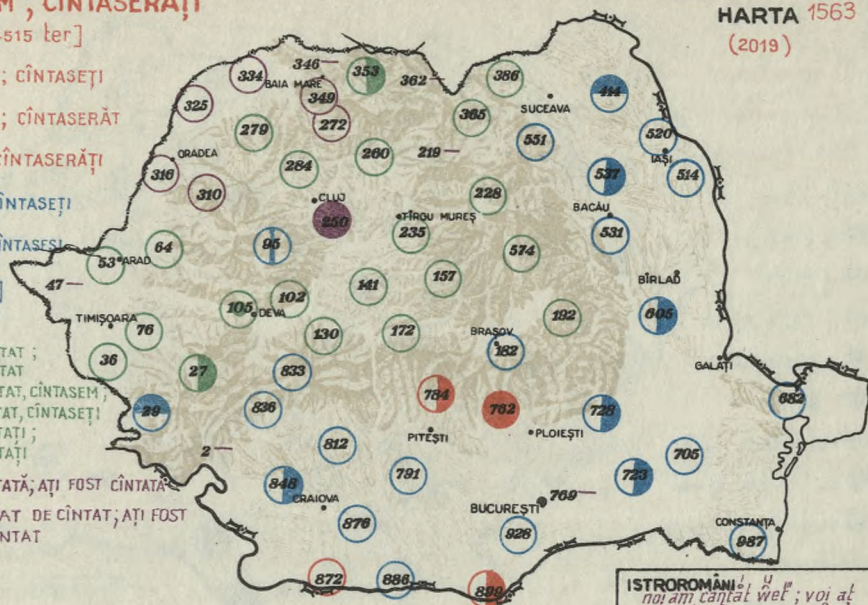 M, CÎNTASERĂȚI
HARTA 1563
515 ter]
(2019)
; CÎNTASEȚI
; CÎNTASERĂT
CÎNTASERĂȚI
ÎNTASEȚI
ÎNTASESI
]
TAT ;
TAT
TAT, CÎNTASEM ;
TAT, CÎNTASEȚI
TAȚI ;
TAȚI
TATĂ; AȚI FOST CÎNTATĂ
AT DE CÎNTAT; AȚI FOST
NTAT
346
353
362
386
334
BAIA MARE
349
325
272
414
SUCEAVA
365
279
551
520
IAȘI
219
260
ORADEA
284
316
310
537
514
228
CLUJ
250
TÎRGU MUREȘ
235
BACĂU
531
64
95
53
ARAD
574
47
141
157
BÎRLAD
105
102
DEVA
TIMIȘOARA
76
130
172
192
605
BRAȘOV
182
36
27
833
GALAȚI
784
762
682
29
836
728
PITEȘTI
PLOIEȘTI
2
812
791
705
848
723
CRAIOVA
BUCUREȘTI
769
876
928
CONSTANȚA
987
872
886
899
ISTROROMÂNI